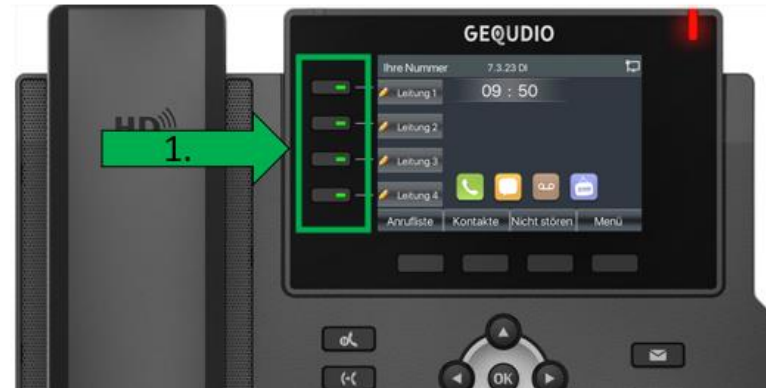 GEQUDIO
Ihre Nummer 7.3.23 DI
Leitung 1 09 : 50
Leitung 2
HD
1.
Leitung 3
Leitung 4
Anrufliste Kontakte Nicht stören Menü
OK